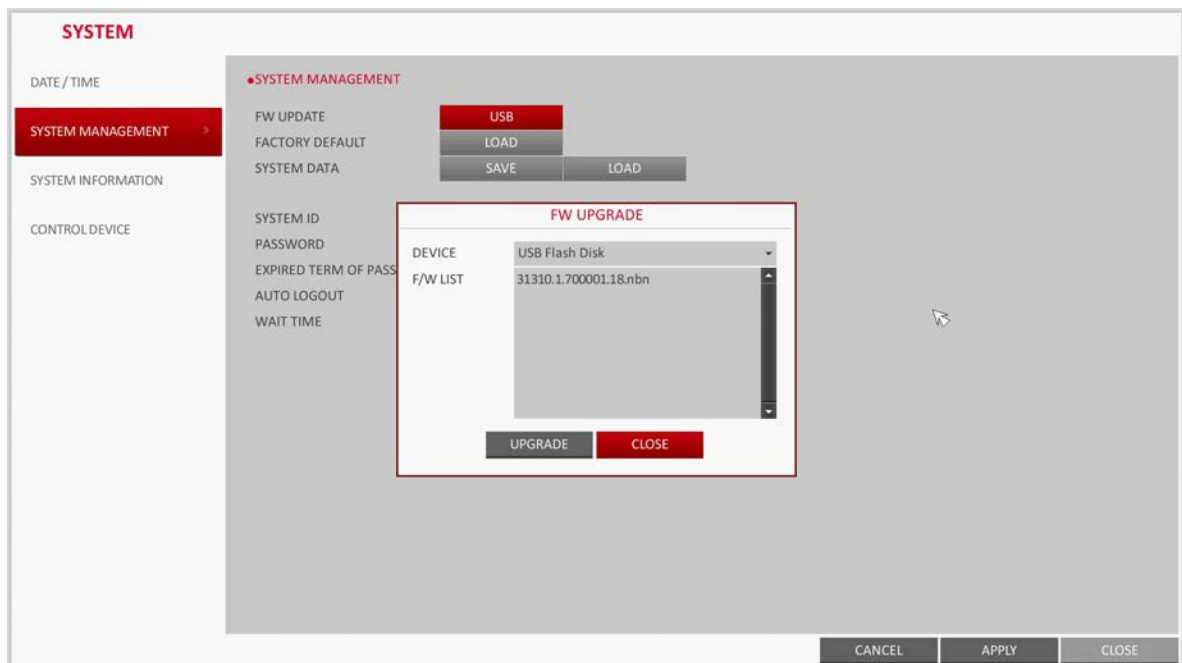 SYSTEM
DATE / TIME
SYSTEM MANAGEMENT >
SYSTEM INFORMATION
CONTROL DEVICE
•SYSTEM MANAGEMENT
FW UPDATE USB
FACTORY DEFAULT LOAD
SYSTEM DATA SAVE LOAD
SYSTEM ID
PASSWORD
EXPIRED TERM OF PASS
AUTO LOGOUT
WAIT TIME
FW UPGRADE
DEVICE USB Flash Disk
F/W LIST 31310.1.700001.18.nbn
UPGRADE CLOSE
CANCEL APPLY CLOSE